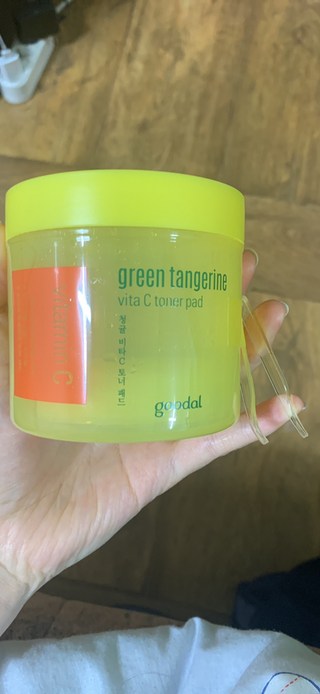 green tangerine
vita C toner pad
청귤 비타C 토너 패드
goodal